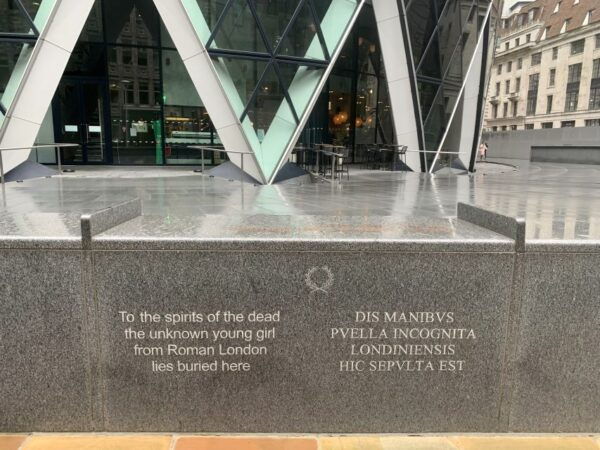 To the spirits of the dead
the unknown young girl
from Roman London
lies buried here
DIS MANIBVS
PVELLA INCOGNITA
LONDINIENSIS
HIC SEPVLTA EST